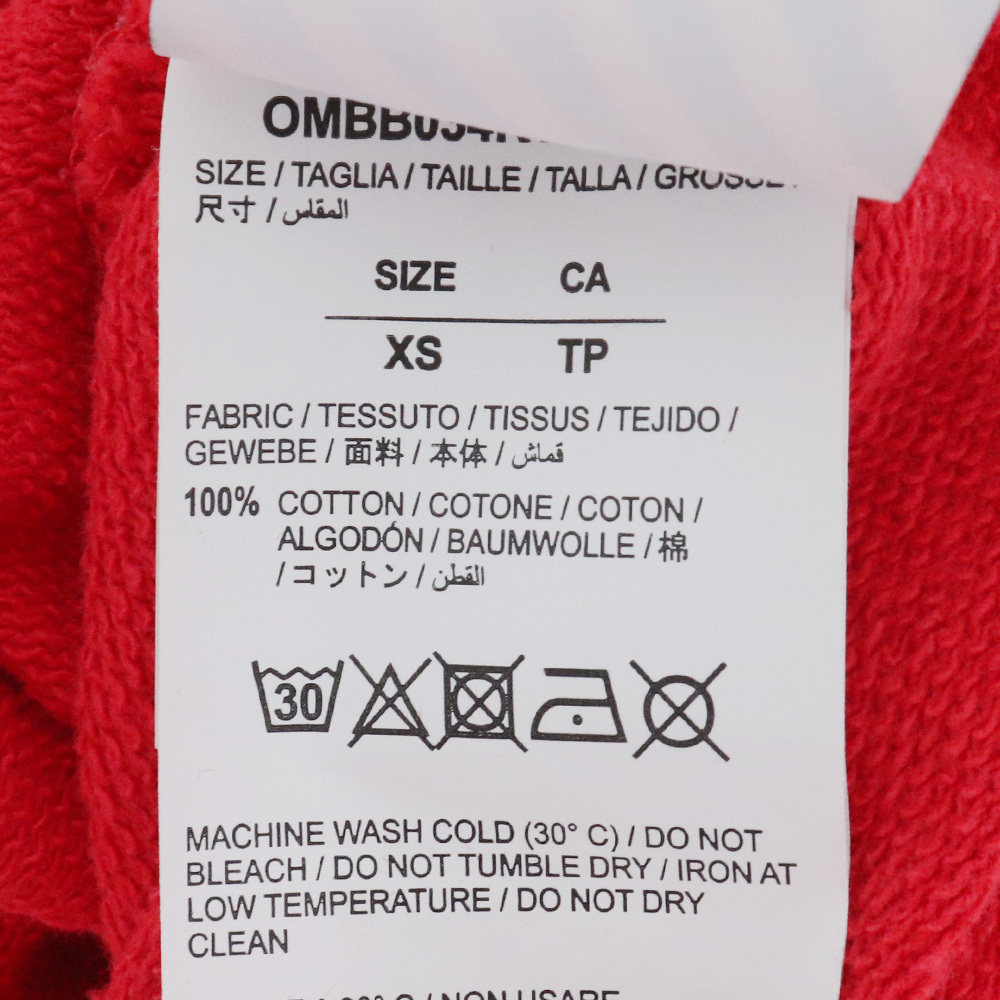 SIZE / TAGLIA / TAILLE / TALLA /
尺寸 / المقاس
SIZE CA
XS TP
FABRIC / TESSUTO / TISSUS / TEJIDO /
GEWEBE / 面料 / 本体 / قماش
100% COTTON / COTONE / COTON /
ALGODÓN / BAUMWOLLE / 棉
/ コットン / القطن
30
MACHINE WASH COLD (30° C) / DO NOT
BLEACH / DO NOT TUMBLE DRY / IRON AT
LOW TEMPERATURE / DO NOT DRY
CLEAN
C / NON USARE